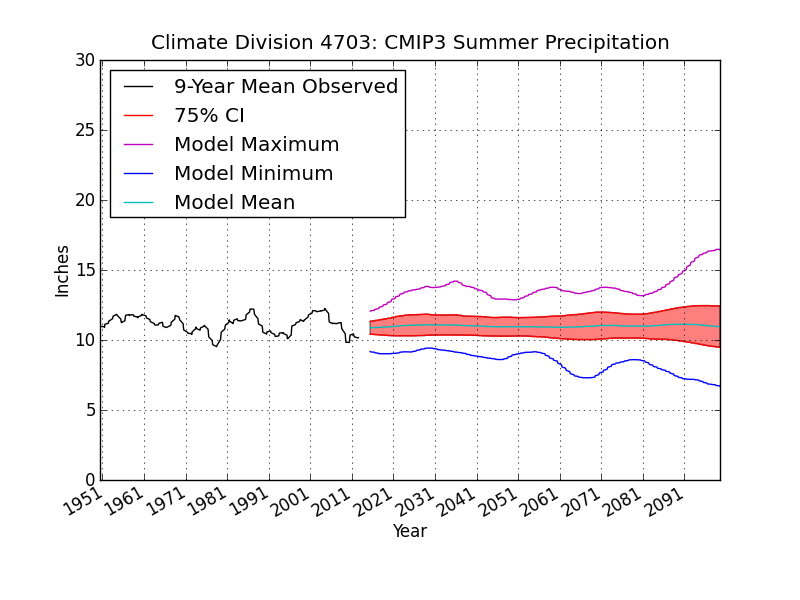 Climate Division 4703: CMIP3 Summer Precipitation
30
25
20
15
10
5
0
Inches
9-Year Mean Observed
75% CI
Model Maximum
Model Minimum
Model Mean
1951 1961 1971 1981 1991 2001 2011 2021 2031 2041 2051 2061 2071 2081 2091
Year